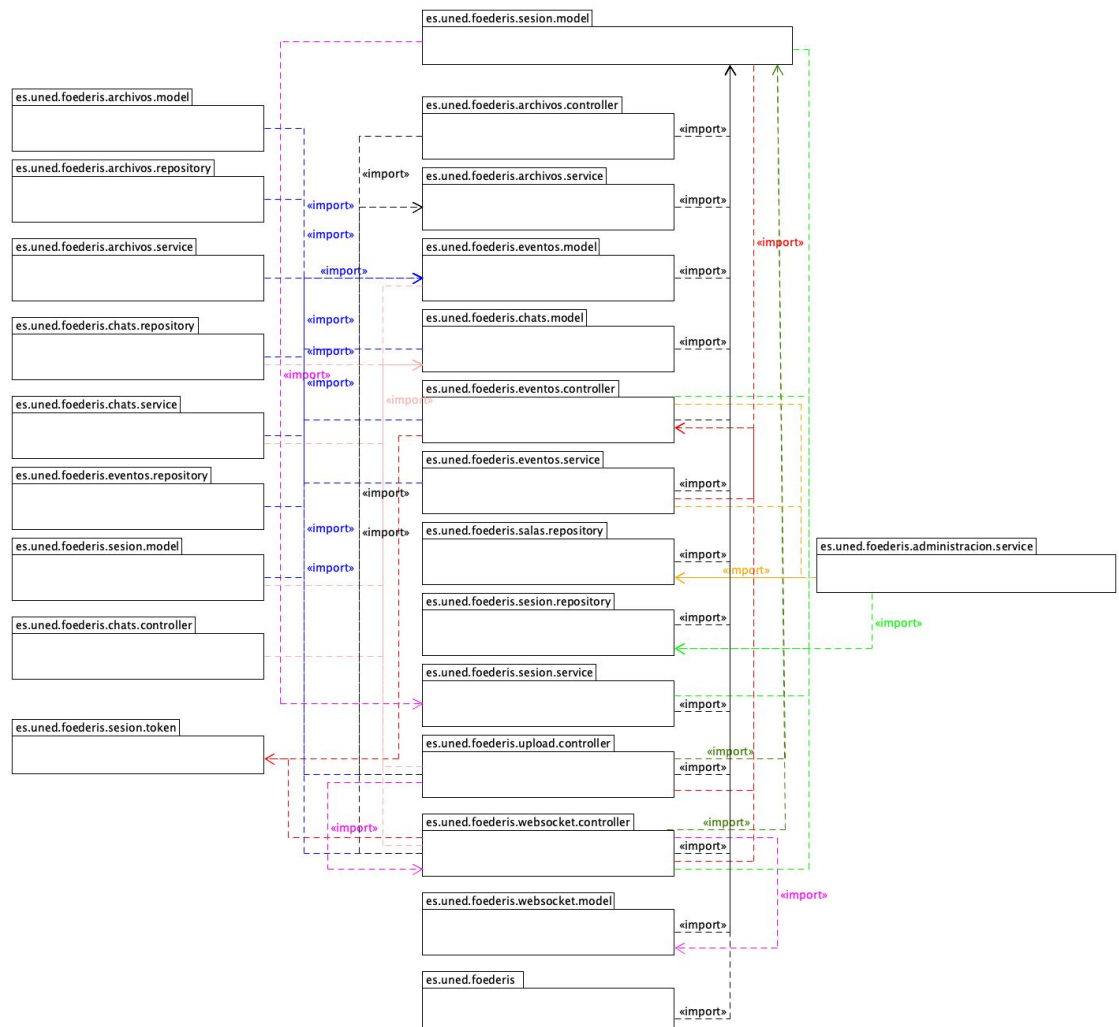 es.uned.foederis.sesion.model
es.uned.foederis.archivos.model
es.uned.foederis.archivos.controller
«import»
es.uned.foederis.archivos.repository
«import»
es.uned.foederis.archivos.service
«import»
«import»
«import»
es.uned.foederis.archivos.service
es.uned.foederis.eventos.model
«import»
«import»
«import»
es.uned.foederis.chats.repository
es.uned.foederis.chats.model
«import»
«import»
«import»
«import»
«import»
es.uned.foederis.eventos.controller
es.uned.foederis.chats.service
«import»
«import»
es.uned.foederis.eventos.service
es.uned.foederis.eventos.repository
«import»
«import»
es.uned.foederis.salas.repository
«import»
«import»
es.uned.foederis.sesion.model
es.uned.foederis.administracion.service
«import»
«import»
«import»
es.uned.foederis.sesion.repository
es.uned.foederis.chats.controller
«import»
«import»
es.uned.foederis.sesion.service
«import»
es.uned.foederis.sesion.token
es.uned.foederis.upload.controller
«import»
«import»
es.uned.foederis.websocket.controller
«import»
«import»
«import»
es.uned.foederis.websocket.model
«import»
«import»
es.uned.foederis
«import»